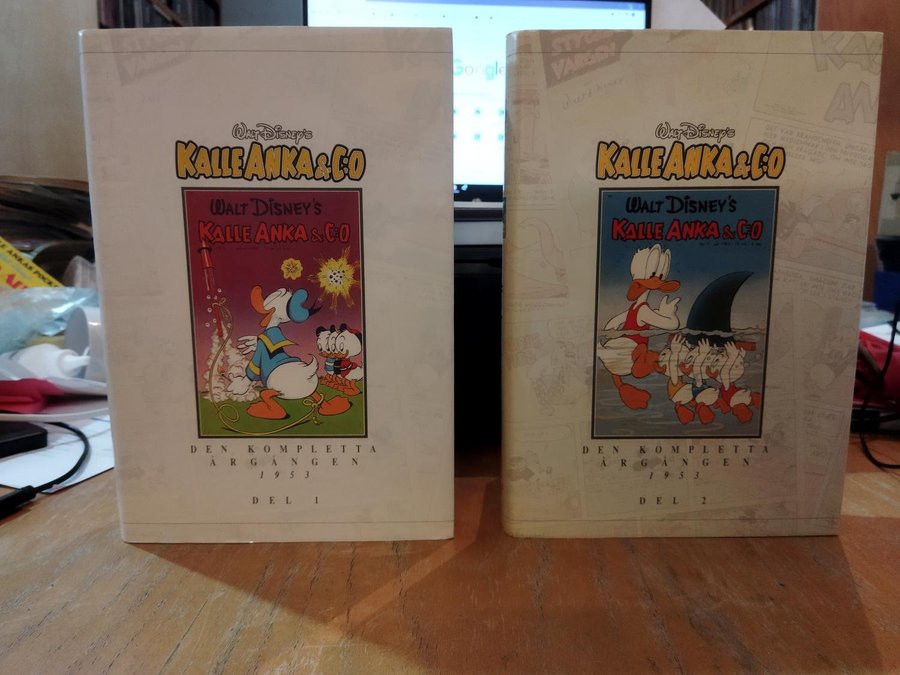 Google
WALT DISNEY'S
KALLE ANKA & C:O
WALT DISNEY'S
KALLE ANKA & C:O
DEN KOMPLETTA
ÅRGÅNGEN
1953
DEL 1
WALT DISNEY'S
KALLE ANKA & C:O
WALT DISNEY'S
KALLE ANKA & C:O
DEN KOMPLETTA
ÅRGÅNGEN
1953
DEL 2